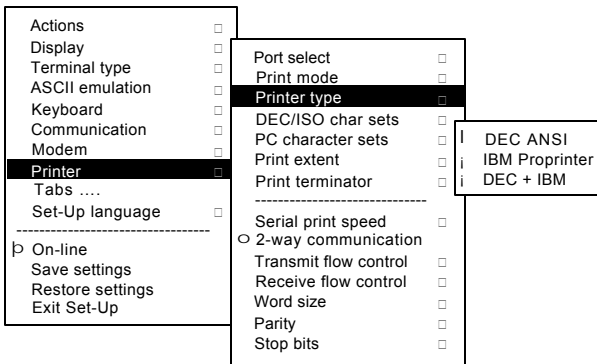 Actions □
Display □
Terminal type □
ASCII emulation □
Keyboard □
Communication □
Modem □
Printer □
Tabs ....
Set-Up language □
----------------------------------
þ On-line
Save settings
Restore settings
Exit Set-Up
Port select □
Print mode □
Printer type □
DEC/ISO char sets □
PC character sets □
Print extent □
Print terminator □
------------------------------
Serial print speed □
O 2-way communication
Transmit flow control □
Receive flow control □
Word size □
Parity □
Stop bits □
l DEC ANSI
¡ IBM Proprinter
¡ DEC + IBM